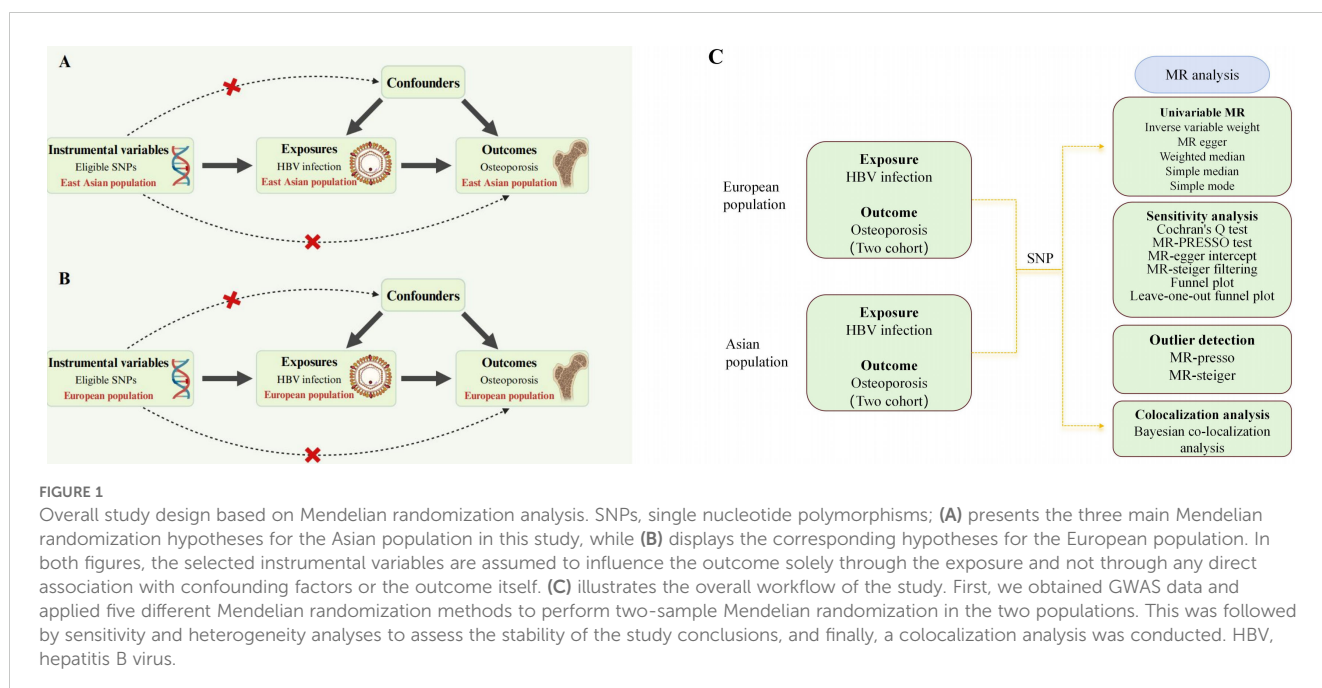 A
Confounders
Instrumental variables
Eligible SNPs
East Asian population
Exposures
HBV infection
East Asian population
Outcomes
Osteoporosis
East Asian population
B
Confounders
Instrumental variables
Eligible SNPs
European population
Exposures
HBV infection
European population
Outcomes
Osteoporosis
European population
C
European
population
Exposure
HBV infection
Outcome
Osteoporosis
(Two cohort)
Asian
population
Exposure
HBV infection
Outcome
Osteoporosis
(Two cohort)
SNP
MR analysis
Univariable MR
Inverse variable weight
MR egger
Weighted median
Simple median
Simple mode
Sensitivity analysis
Cochran's Q test
MR-PRESSO test
MR-egger intercept
MR-steiger filtering
Funnel plot
Leave-one-out funnel plot
Outlier detection
MR-presso
MR-steiger
Colocalization analysis
Bayesian co-localization
analysis
FIGURE 1
Overall study design based on Mendelian randomization analysis. SNPs, single nucleotide polymorphisms; (A) presents the three main Mendelian
randomization hypotheses for the Asian population in this study, while (B) displays the corresponding hypotheses for the European population. In
both figures, the selected instrumental variables are assumed to influence the outcome solely through the exposure and not through any direct
association with confounding factors or the outcome itself. (C) illustrates the overall workflow of the study. First, we obtained GWAS data and
applied five different Mendelian randomization methods to perform two-sample Mendelian randomization in the two populations. This was followed
by sensitivity and heterogeneity analyses to assess the stability of the study conclusions, and finally, a colocalization analysis was conducted. HBV,
hepatitis B virus.